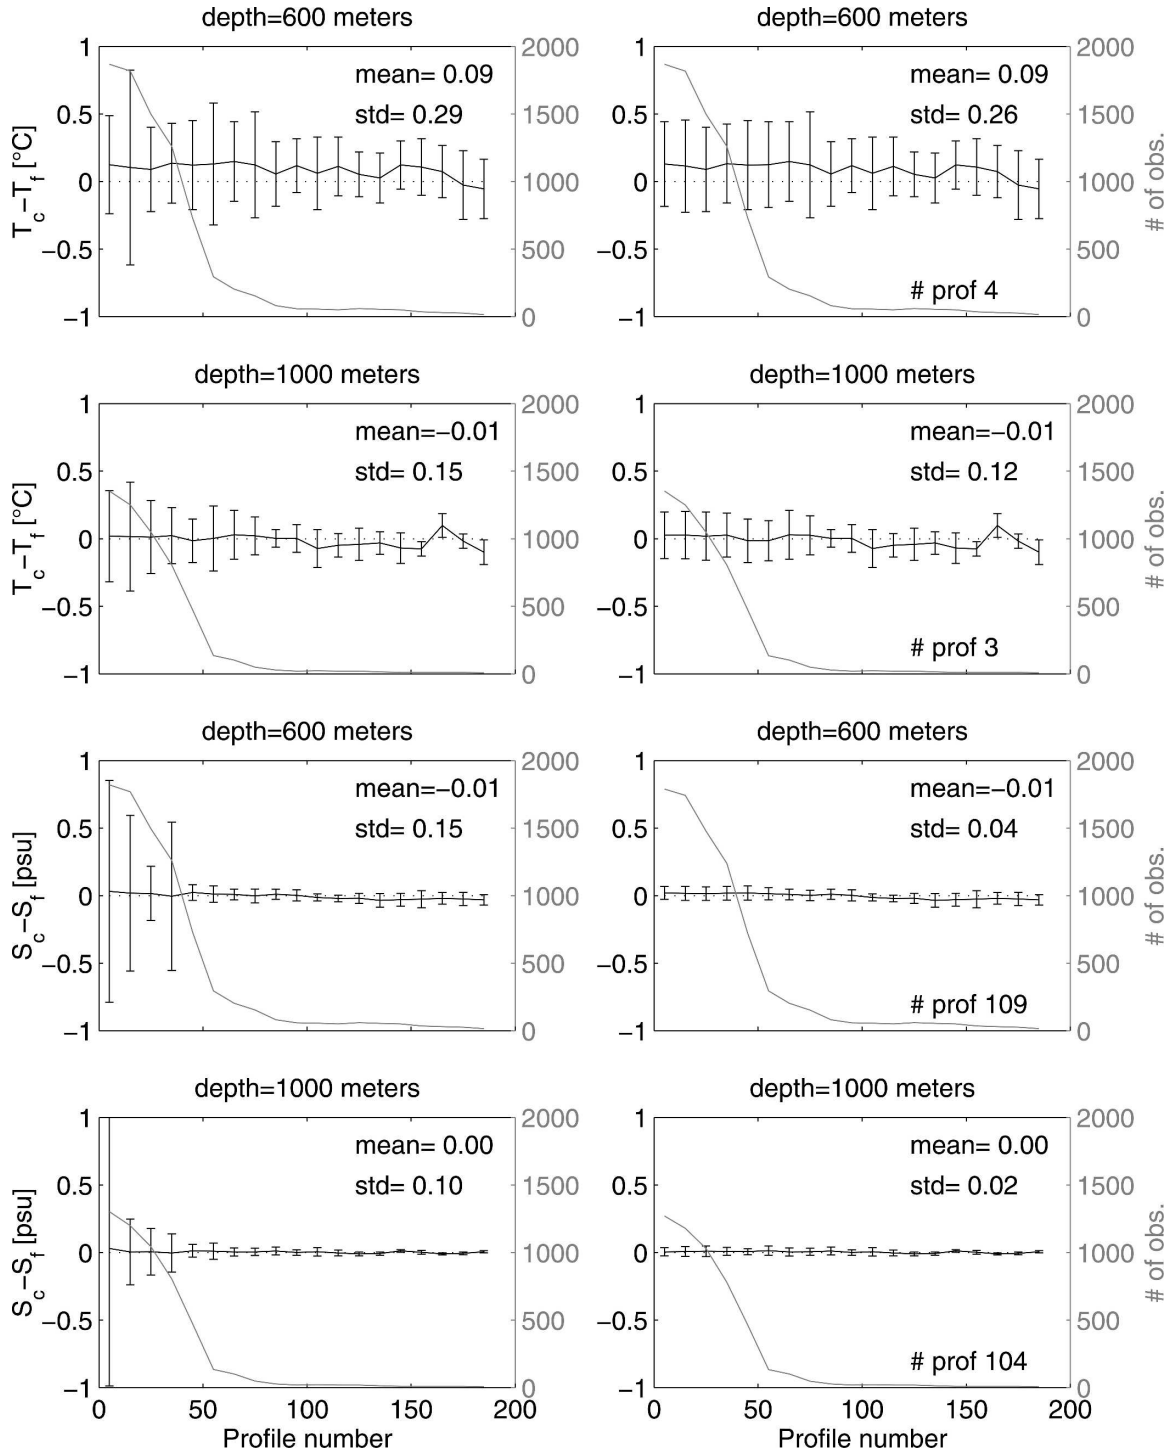 depth=600 meters
depth=600 meters
1
0.5
0
−0.5
−1
T_c−T_f [°C]
mean= 0.09
std= 0.29
2000
1500
1000
500
0
1
0.5
0
−0.5
−1
mean= 0.09
std= 0.26
# prof 4
2000
1500
1000
500
0
# of obs.
depth=1000 meters
depth=1000 meters
1
0.5
0
−0.5
−1
T_c−T_f [°C]
mean=−0.01
std= 0.15
2000
1500
1000
500
0
1
0.5
0
−0.5
−1
mean=−0.01
std= 0.12
# prof 3
2000
1500
1000
500
0
# of obs.
depth=600 meters
depth=600 meters
1
0.5
0
−0.5
−1
S_c−S_f [psu]
mean=−0.01
std= 0.15
2000
1500
1000
500
0
1
0.5
0
−0.5
−1
mean=−0.01
std= 0.04
# prof 109
2000
1500
1000
500
0
# of obs.
depth=1000 meters
depth=1000 meters
1
0.5
0
−0.5
−1
S_c−S_f [psu]
mean= 0.00
std= 0.10
2000
1500
1000
500
0
1
0.5
0
−0.5
−1
mean= 0.00
std= 0.02
# prof 104
2000
1500
1000
500
0
# of obs.
0 50 100 150 200
0 50 100 150 200
Profile number
Profile number